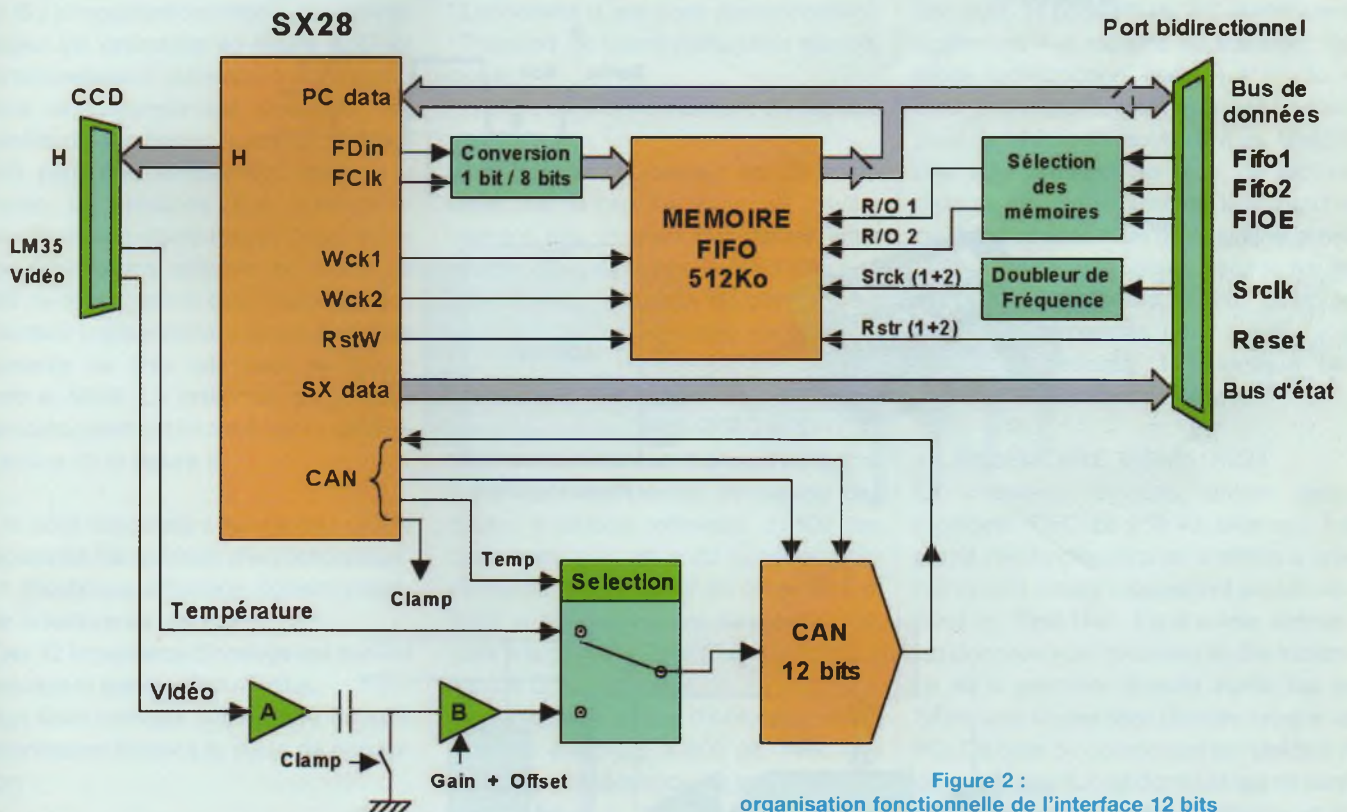 SX28
Port bidirectionnel
CCD
H
H
LM35
Vidéo
PC data
FDin
FClk
Wck1
Wck2
RstW
SX data
CAN
Conversion
1 bit / 8 bits
MEMOIRE
FIFO
512Ko
R/O 1
R/O 2
Srck (1+2)
Rstr (1+2)
Sélection
des
mémoires
Doubleur de
Fréquence
Bus de
données
Fifo1
Fifo2
FIOE
Srclk
Reset
Bus d'état
Temp
Clamp
Température
Selection
CAN
12 bits
Vidéo
A
B
Clamp
Gain + Offset
Figure 2 :
organisation fonctionnelle de l'interface 12 bits